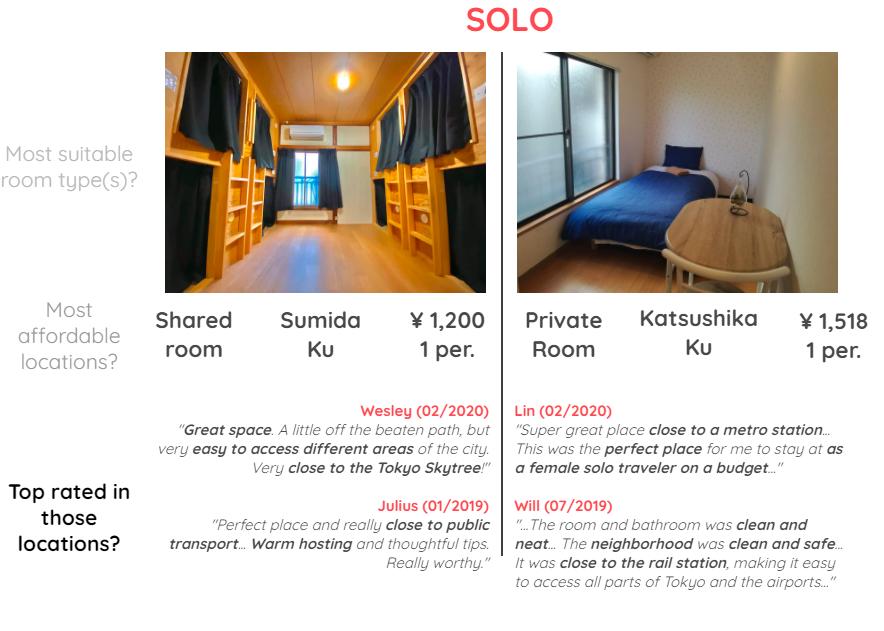 SOLO
Most suitable
room type(s)?
Most
affordable
locations?
Shared
room
Sumida
Ku
¥ 1,200
1 per.
Private
Room
Katsushika
Ku
¥ 1,518
1 per.
Top rated in
those
locations?
Wesley (02/2020)
"Great space. A little off the beaten path, but
very easy to access different areas of the city.
Very close to the Tokyo Skytree!"
Julius (01/2019)
"Perfect place and really close to public
transport... Warm hosting and thoughtful tips.
Really worthy."
Lin (02/2020)
"Super great place close to a metro station...
This was the perfect place for me to stay at as
a female solo traveler on a budget..."
Will (07/2019)
"...The room and bathroom was clean and
neat... The neighborhood was clean and safe...
It was close to the rail station, making it easy
to access all parts of Tokyo and the airports..."